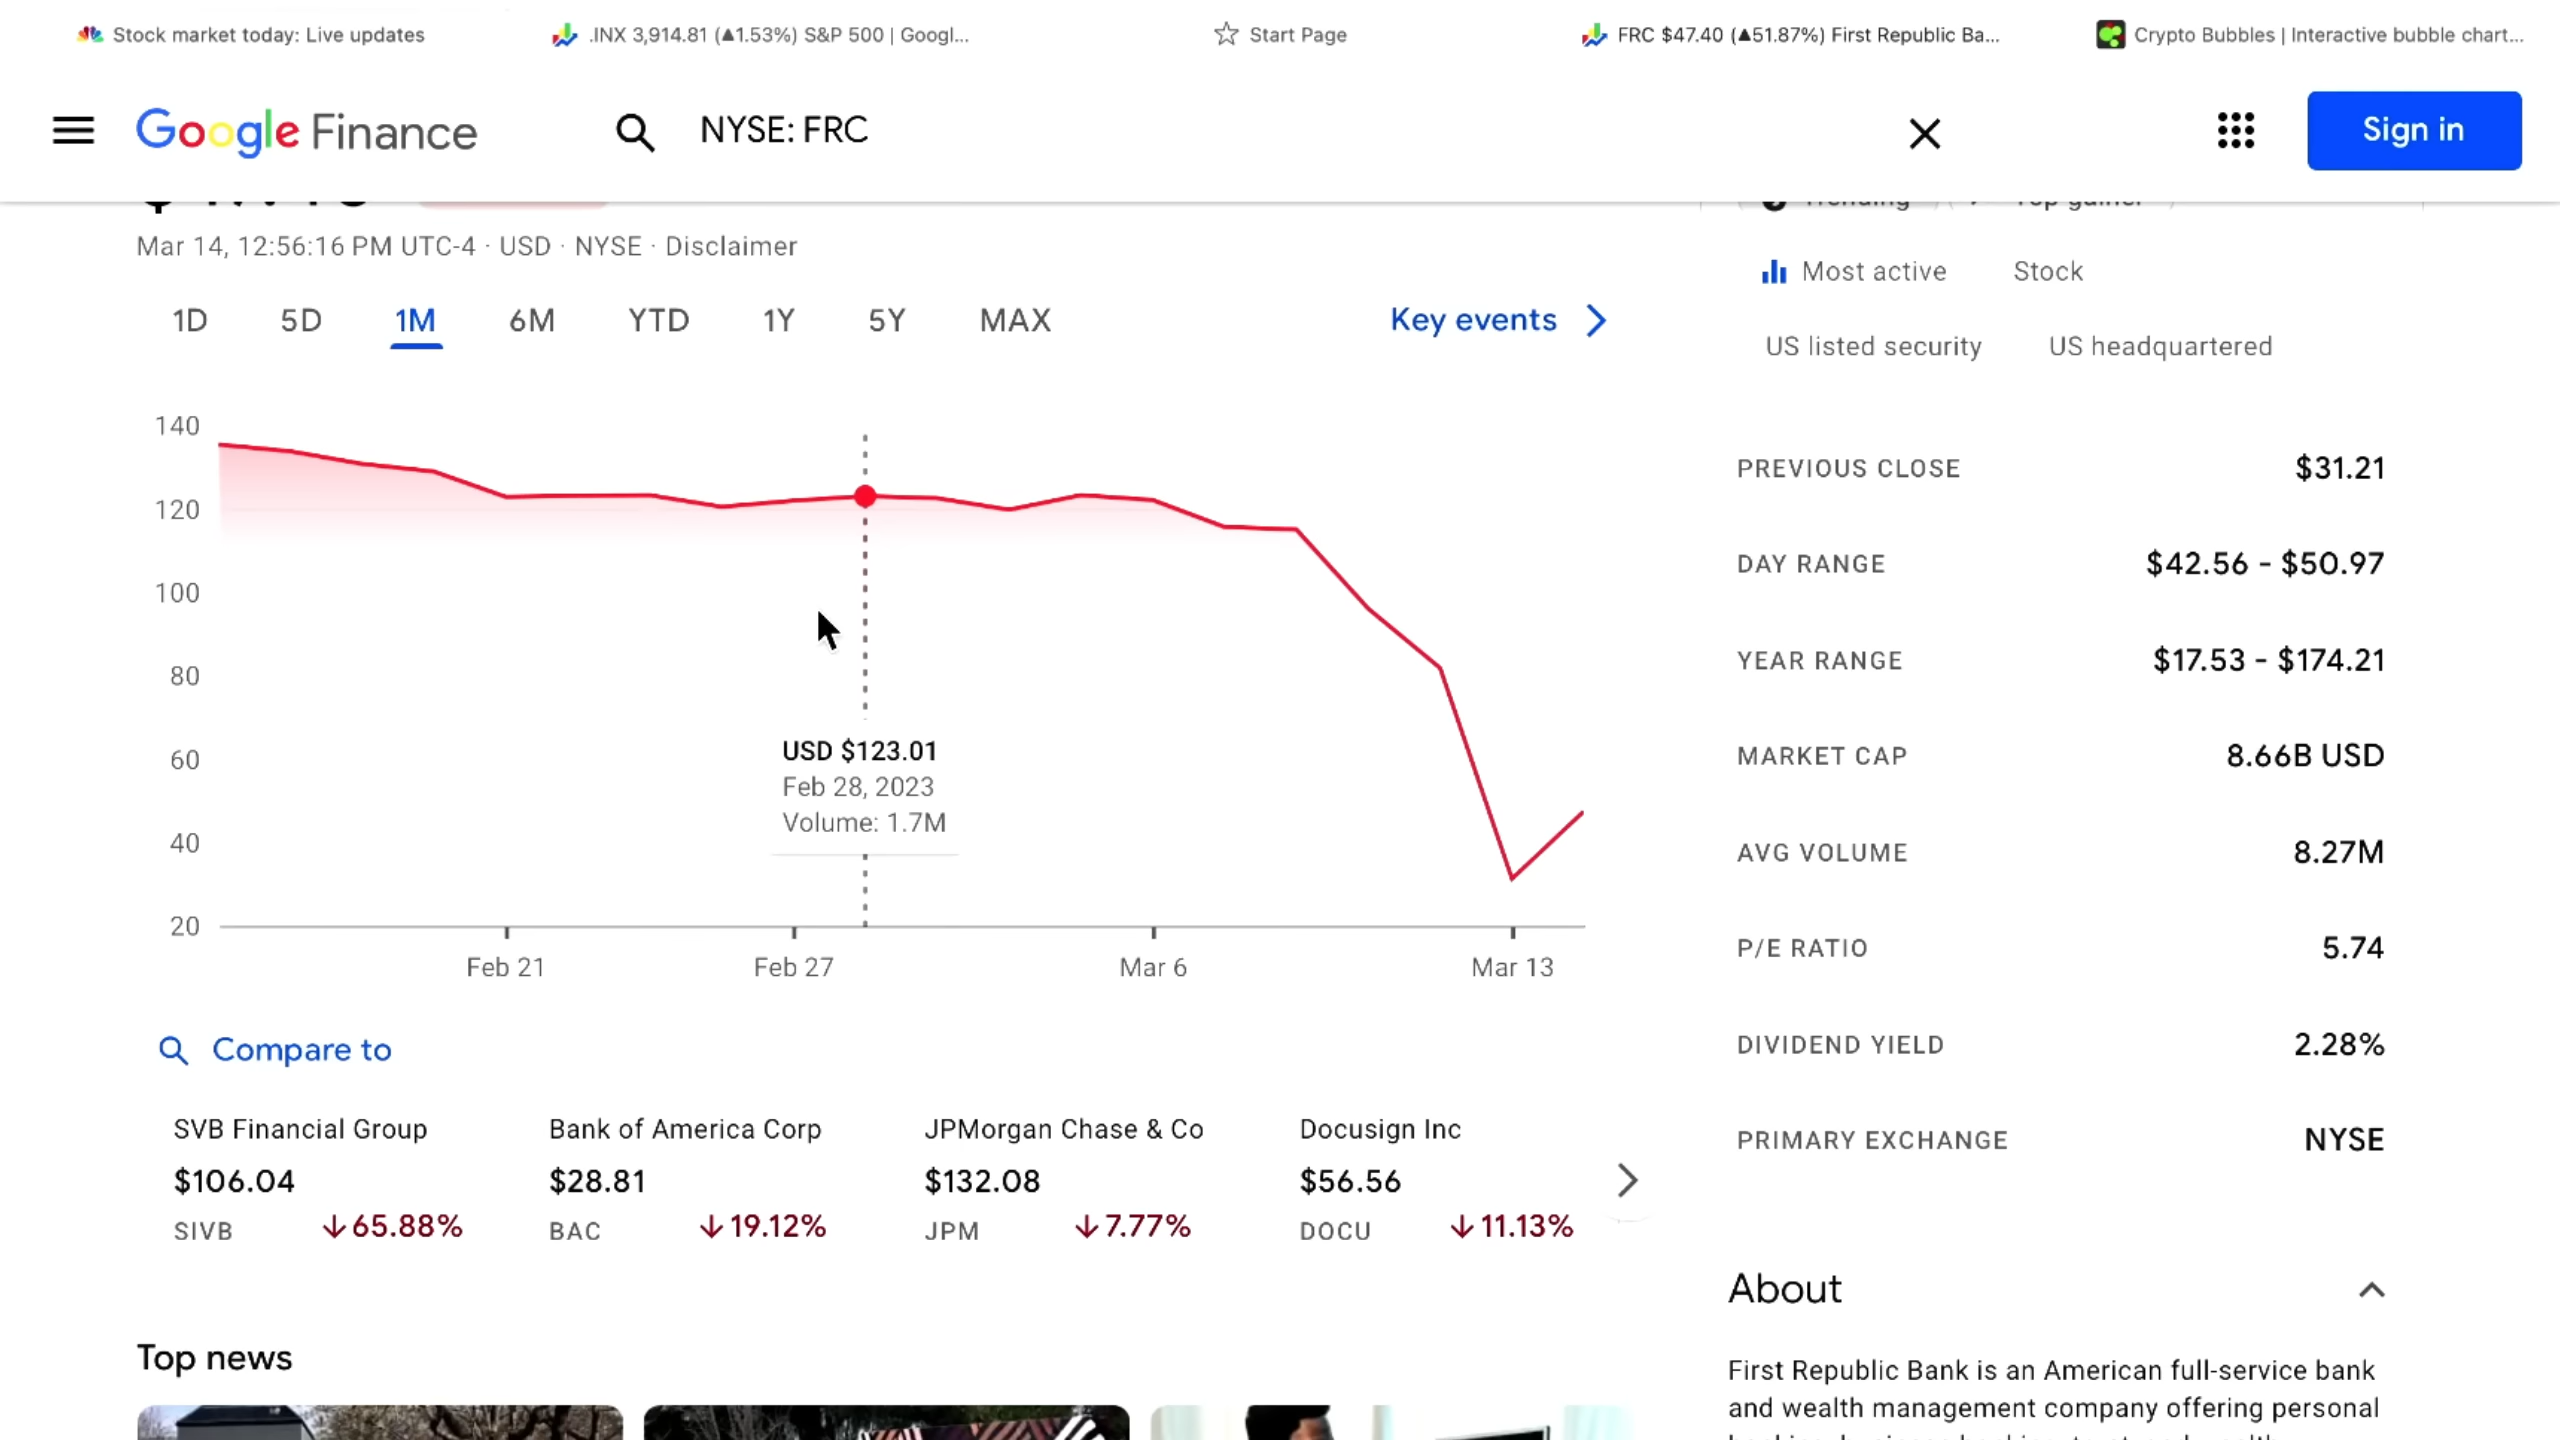 Stock market today: Live updates
.INX 3,914.81 (▲1.53%) S&P 500 | Googl...
Start Page
FRC $47.40 (▲51.87%) First Republic Ba...
Crypto Bubbles | Interactive bubble chart...
Google Finance
NYSE: FRC
Sign in
Mar 14, 12:56:16 PM UTC-4 · USD · NYSE · Disclaimer
1D 5D 1M 6M YTD 1Y 5Y MAX
Key events
140
120
100
80
60
40
20
USD $123.01
Feb 28, 2023
Volume: 1.7M
Feb 21 Feb 27 Mar 6 Mar 13
Compare to
SVB Financial Group
$106.04
SIVB ↓65.88%
Bank of America Corp
$28.81
BAC ↓19.12%
JPMorgan Chase & Co
$132.08
JPM ↓7.77%
Docusign Inc
$56.56
DOCU ↓11.13%
Top news
Trending Top gainer
Most active Stock
US listed security US headquartered
PREVIOUS CLOSE $31.21
DAY RANGE $42.56 - $50.97
YEAR RANGE $17.53 - $174.21
MARKET CAP 8.66B USD
AVG VOLUME 8.27M
P/E RATIO 5.74
DIVIDEND YIELD 2.28%
PRIMARY EXCHANGE NYSE
About
First Republic Bank is an American full-service bank
and wealth management company offering personal